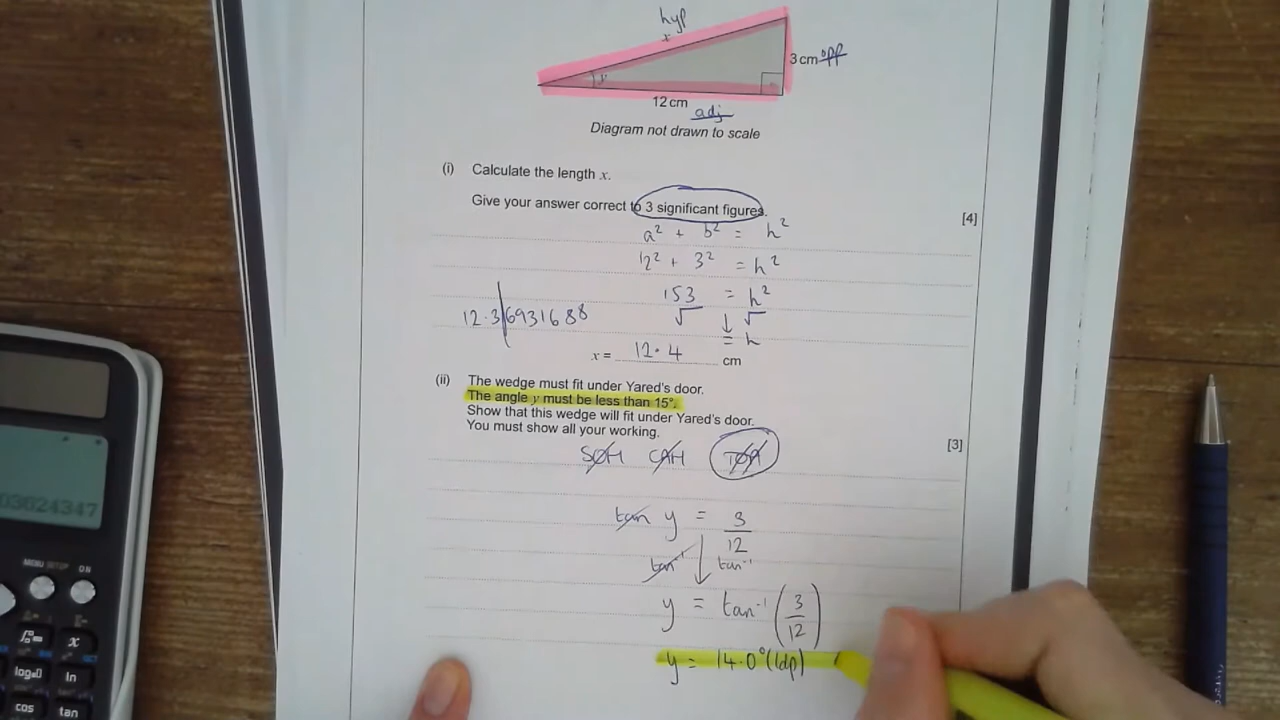 hyp
x
3 cm opp
y
12 cm
adj
Diagram not drawn to scale
(i) Calculate the length x.
Give your answer correct to 3 significant figures.
[4]
a² + b² = h²
12² + 3² = h²
153 = h²
√ √
12.36931688
= h
x = 12.4 cm
(ii) The wedge must fit under Yared's door.
The angle y must be less than 15°.
Show that this wedge will fit under Yared's door.
You must show all your working.
[3]
SOH CAH TOA
tan y = 3/12
tan⁻¹ tan⁻¹
y = tan⁻¹ (3/12)
y = 14.0° (1dp)
03624347
MENU SETUP ON
x
log▯▯ ln
cos tan